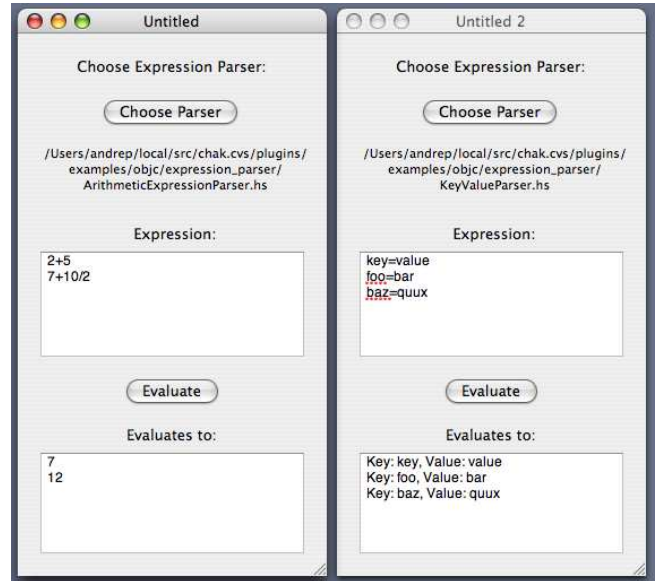 Untitled
Choose Expression Parser:
Choose Parser
/Users/andrep/local/src/chak.cvs/plugins/
examples/objc/expression_parser/
ArithmeticExpressionParser.hs
Expression:
2+5
7+10/2
Evaluate
Evaluates to:
7
12
Untitled 2
Choose Expression Parser:
Choose Parser
/Users/andrep/local/src/chak.cvs/plugins/
examples/objc/expression_parser/
KeyValueParser.hs
Expression:
key=value
foo=bar
baz=quux
Evaluate
Evaluates to:
Key: key, Value: value
Key: foo, Value: bar
Key: baz, Value: quux